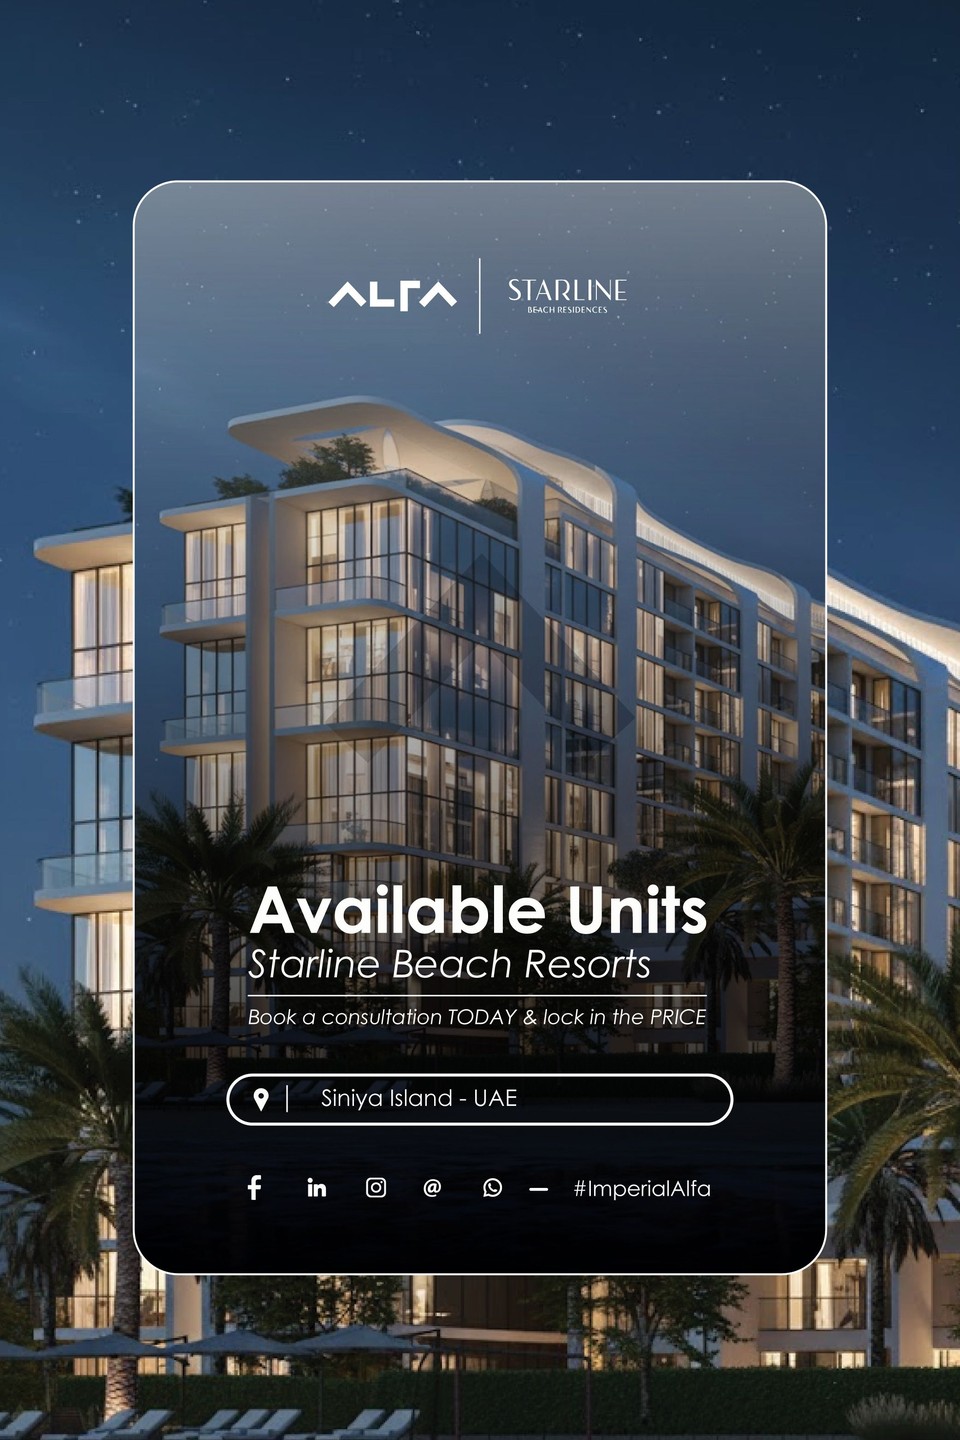 ALFA
STARLINE
BEACH RESIDENCES
Available Units
Starline Beach Resorts
Book a consultation TODAY & lock in the PRICE
Siniya Island - UAE
#ImperialAlfa